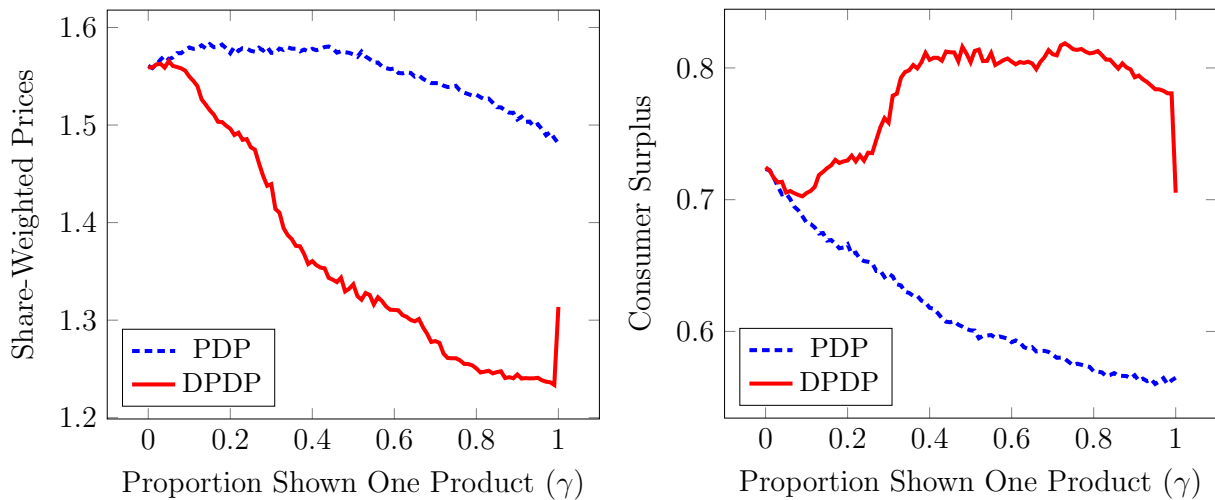 Share-Weighted Prices
1.6
1.5
1.4
1.3
1.2
PDP
DPDP
0 0.2 0.4 0.6 0.8 1
Proportion Shown One Product (γ)
Consumer Surplus
0.8
0.7
0.6
PDP
DPDP
0 0.2 0.4 0.6 0.8 1
Proportion Shown One Product (γ)